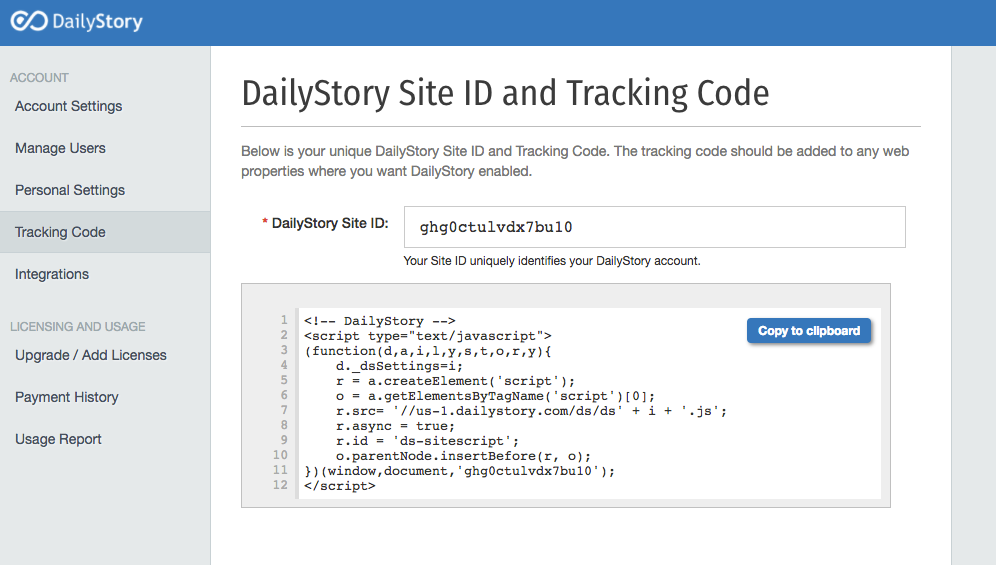 DailyStory
ACCOUNT
Account Settings
Manage Users
Personal Settings
Tracking Code
Integrations
LICENSING AND USAGE
Upgrade / Add Licenses
Payment History
Usage Report
DailyStory Site ID and Tracking Code
Below is your unique DailyStory Site ID and Tracking Code. The tracking code should be added to any web
properties where you want DailyStory enabled.
* DailyStory Site ID: ghg0ctulvdx7bu10
Your Site ID uniquely identifies your DailyStory account.
Copy to clipboard
1 <!-- DailyStory -->
2 <script type="text/javascript">
3 (function(d,a,i,l,y,s,t,o,r,y){
4     d._dsSettings=i;
5     r = a.createElement('script');
6     o = a.getElementsByTagName('script')[0];
7     r.src= '//us-1.dailystory.com/ds/ds' + i + '.js';
8     r.async = true;
9     r.id = 'ds-sitescript';
10     o.parentNode.insertBefore(r, o);
11 })(window,document,'ghg0ctulvdx7bu10');
12 </script>